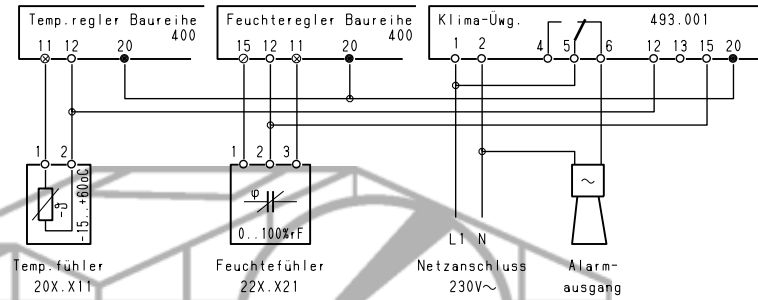 Temp.regler Baureihe 400
11 12 20
Feuchteregler Baureihe 400
15 12 11 20
Klima-Üwg. 493.001
1 2 4 5 6 12 13 15 20
1 2
-ϑ
-15..+60oC
Temp.fühler
20X.X11
1 2 3
φ
0..100%rF
Feuchtefühler
22X.X21
L1 N
Netzanschluss
230V~
~
Alarm-
ausgang